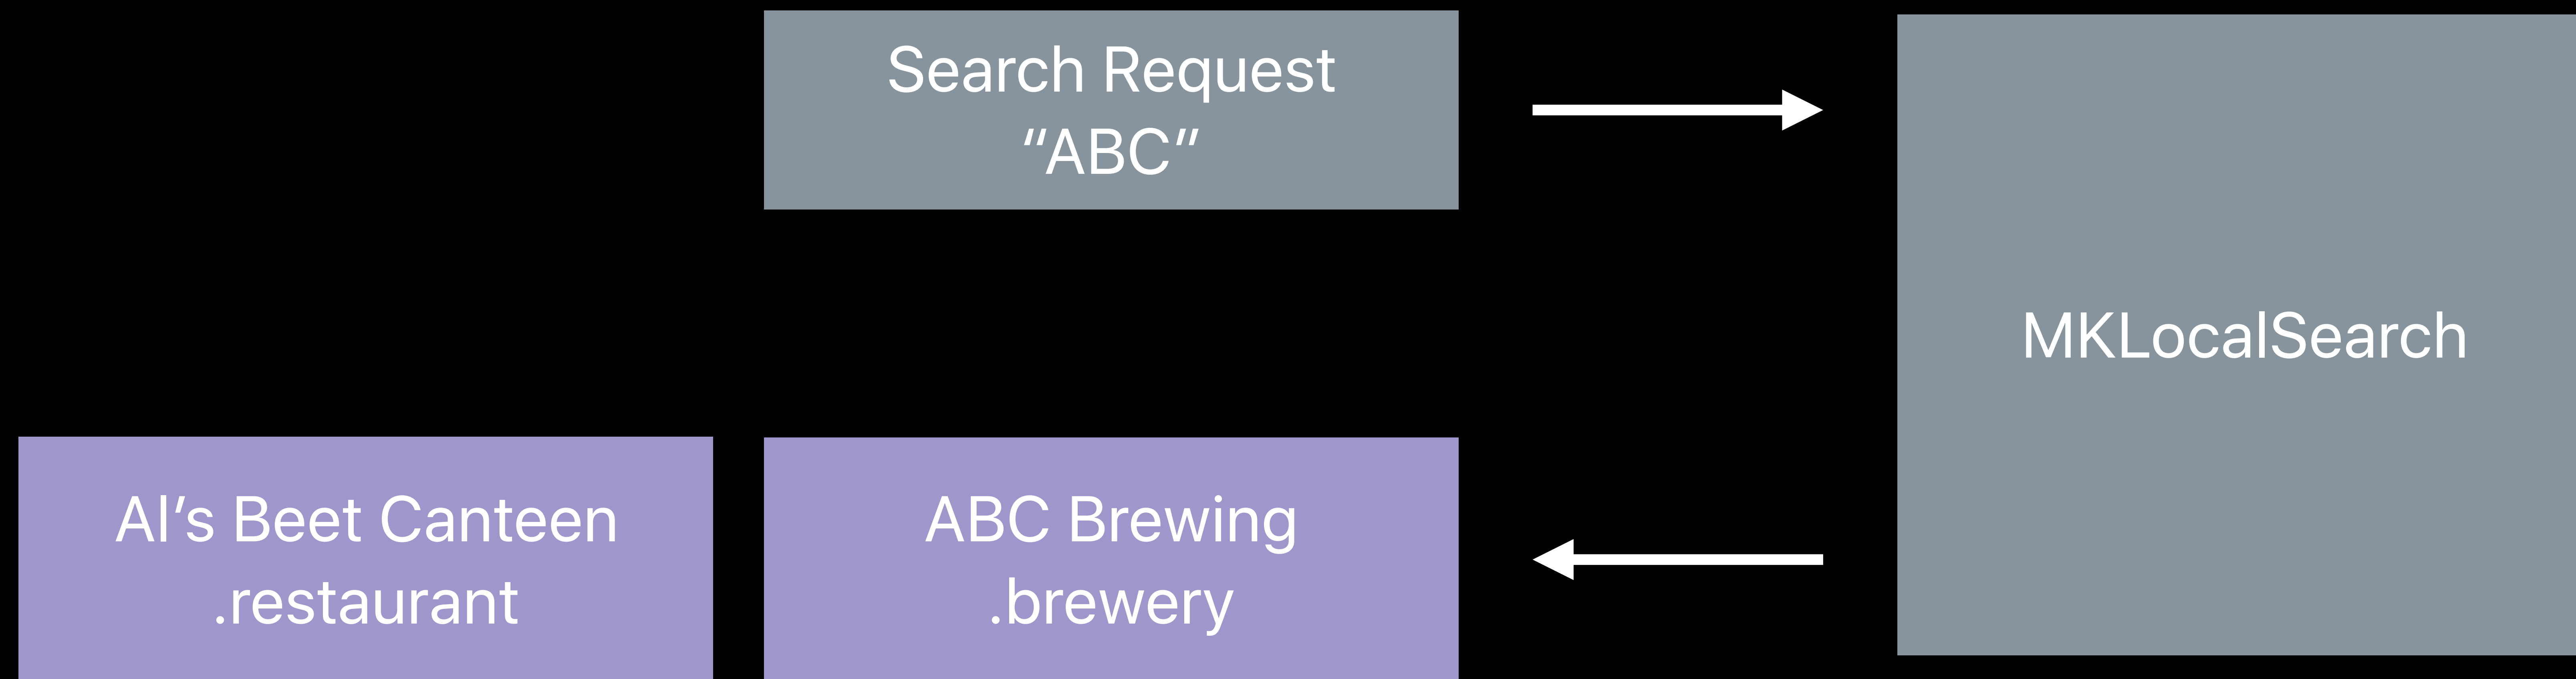 Search Request
“ABC”
MKLocalSearch
Al’s Beet Canteen
.restaurant
ABC Brewing
.brewery